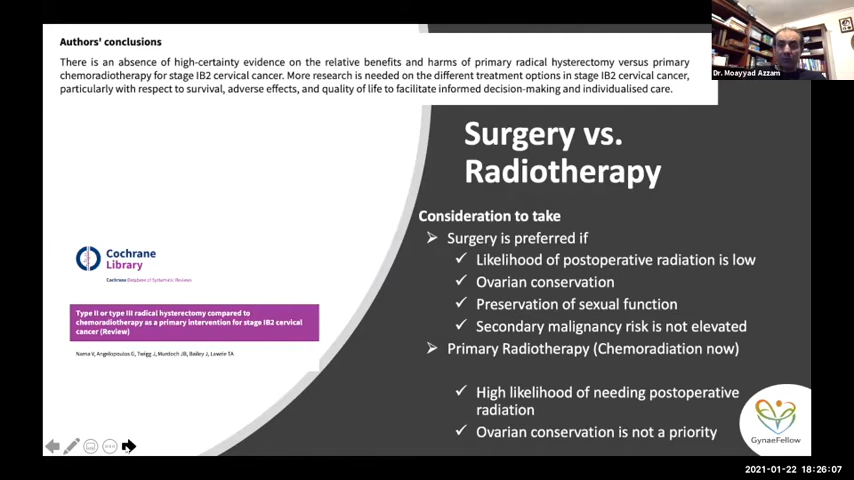 Authors' conclusions
There is an absence of high-certainty evidence on the relative benefits and harms of primary radical hysterectomy versus primary
chemoradiotherapy for stage IB2 cervical cancer. More research is needed on the different treatment options in stage IB2 cervical cancer,
particularly with respect to survival, adverse effects, and quality of life to facilitate informed decision-making and individualised care.
Dr. Moayyad Azzam
Surgery vs.
Radiotherapy
Consideration to take
Surgery is preferred if
Likelihood of postoperative radiation is low
Ovarian conservation
Preservation of sexual function
Secondary malignancy risk is not elevated
Primary Radiotherapy (Chemoradiation now)
High likelihood of needing postoperative
radiation
Ovarian conservation is not a priority
Cochrane
Library
Cochrane Database of Systematic Reviews
Type II or type III radical hysterectomy compared to
chemoradiotherapy as a primary intervention for stage IB2 cervical
cancer (Review)
Nama V, Angelopoulos G, Twigg J, Murdoch JB, Bailey J, Lawrie TA
GynaeFellow
2021-01-22 18:26:07